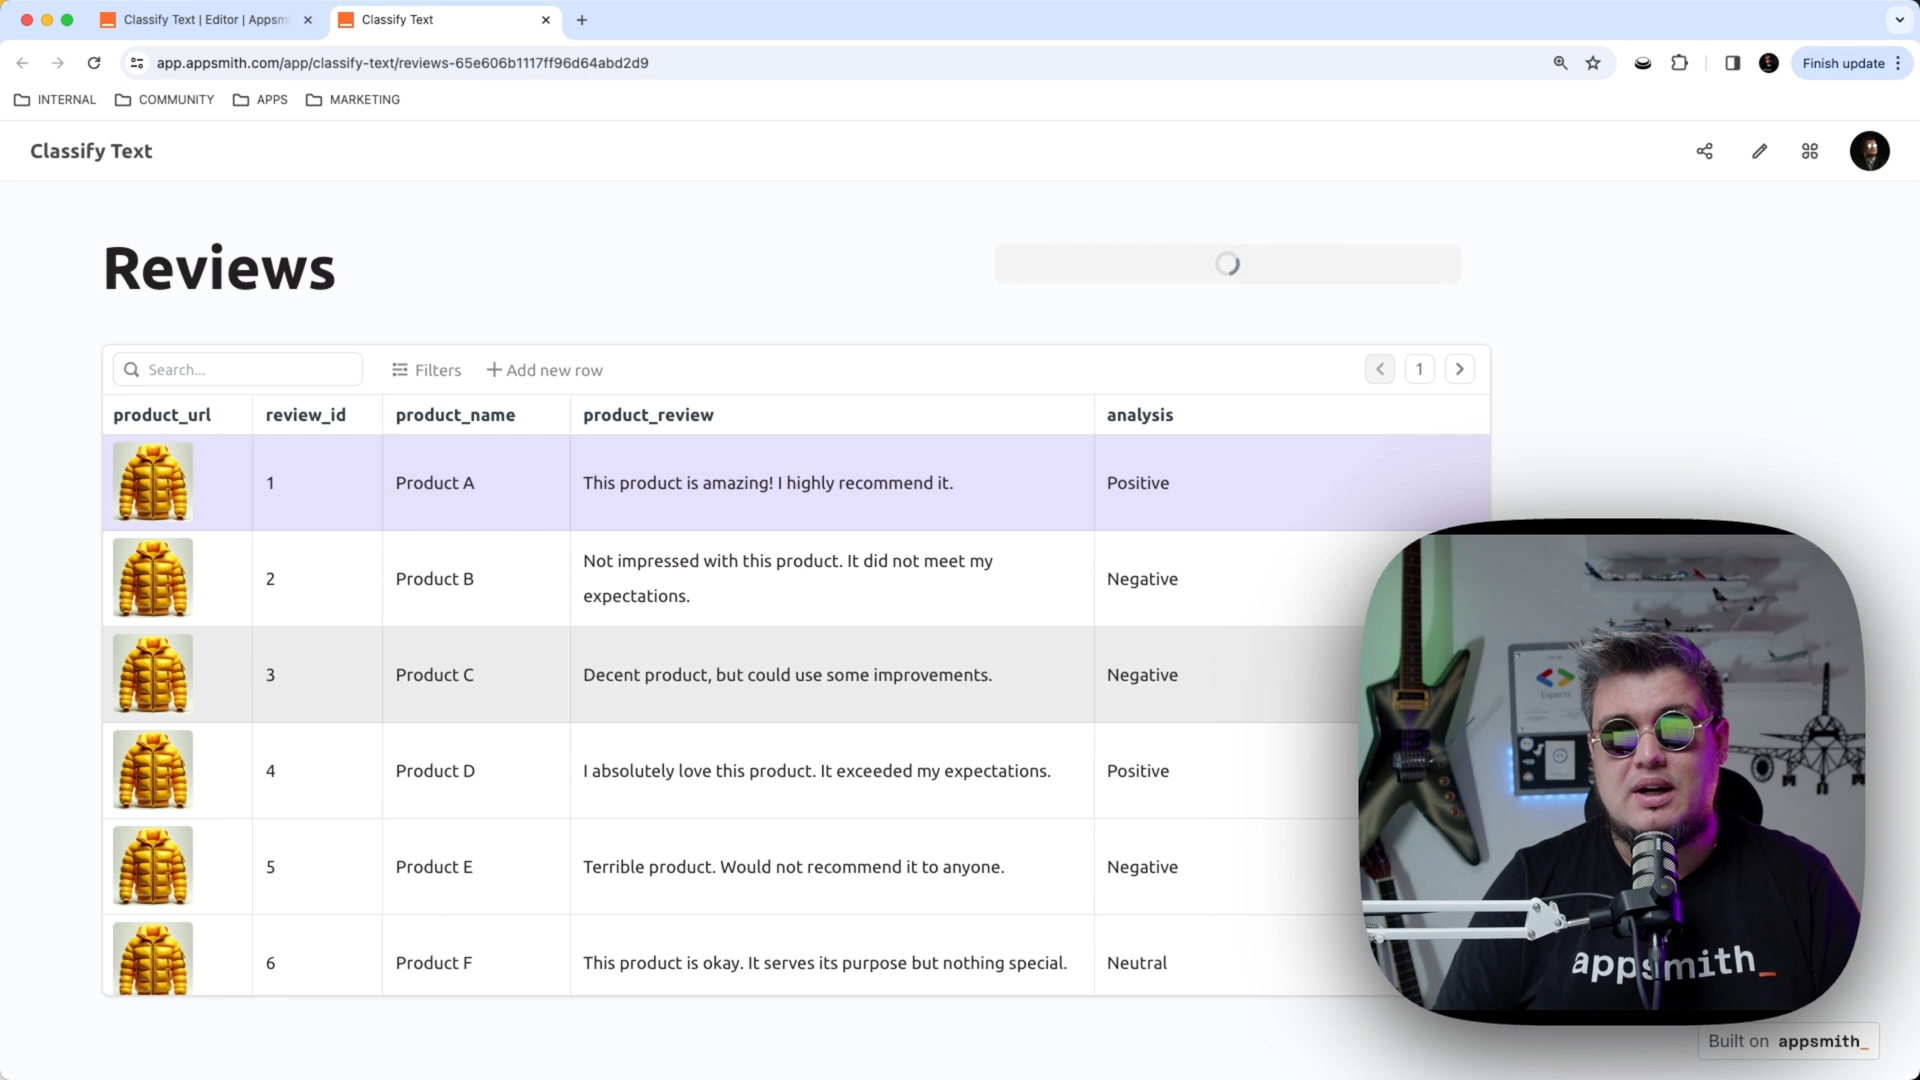 Classify Text | Editor | Appsmi
Classify Text
app.appsmith.com/app/classify-text/reviews-65e606b1117ff96d64abd2d9
Finish update
INTERNAL
COMMUNITY
APPS
MARKETING
Classify Text
Reviews
Search...
Filters
Add new row
1
product_url
review_id
product_name
product_review
analysis
1
Product A
This product is amazing! I highly recommend it.
Positive
2
Product B
Not impressed with this product. It did not meet my
expectations.
Negative
3
Product C
Decent product, but could use some improvements.
Negative
4
Product D
I absolutely love this product. It exceeded my expectations.
Positive
5
Product E
Terrible product. Would not recommend it to anyone.
Negative
6
Product F
This product is okay. It serves its purpose but nothing special.
Neutral
Experts
appsmith_
Built on appsmith_